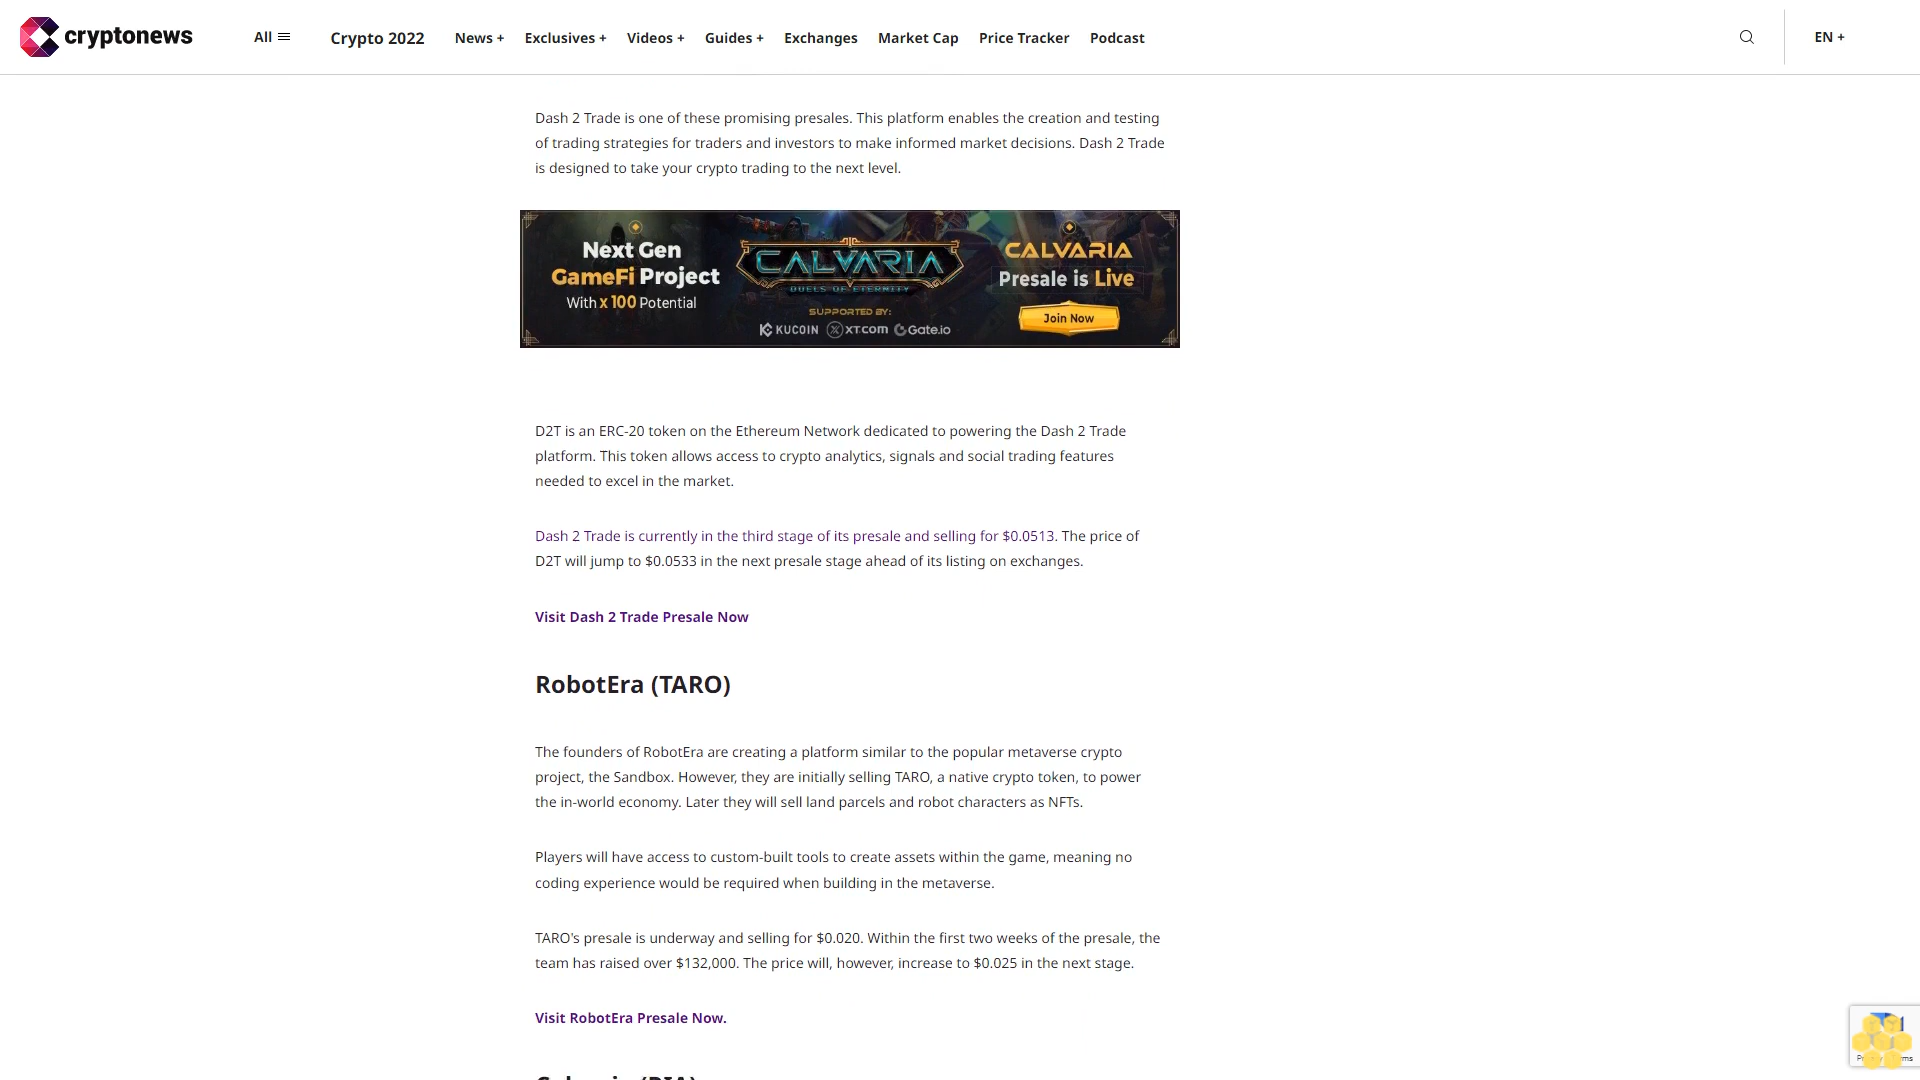 cryptonews
All
Crypto 2022
News +
Exclusives +
Videos +
Guides +
Exchanges
Market Cap
Price Tracker
Podcast
EN +
Dash 2 Trade is one of these promising presales. This platform enables the creation and testing
of trading strategies for traders and investors to make informed market decisions. Dash 2 Trade
is designed to take your crypto trading to the next level.
Next Gen
GameFi Project
With x 100 Potential
CALVARIA
DUELS OF ETERNITY
SUPPORTED BY:
KUCOIN XT.COM Gate.io
CALVARIA
Presale is Live
Join Now
D2T is an ERC-20 token on the Ethereum Network dedicated to powering the Dash 2 Trade
platform. This token allows access to crypto analytics, signals and social trading features
needed to excel in the market.
Dash 2 Trade is currently in the third stage of its presale and selling for $0.0513. The price of
D2T will jump to $0.0533 in the next presale stage ahead of its listing on exchanges.
Visit Dash 2 Trade Presale Now
RobotEra (TARO)
The founders of RobotEra are creating a platform similar to the popular metaverse crypto
project, the Sandbox. However, they are initially selling TARO, a native crypto token, to power
the in-world economy. Later they will sell land parcels and robot characters as NFTs.
Players will have access to custom-built tools to create assets within the game, meaning no
coding experience would be required when building in the metaverse.
TARO's presale is underway and selling for $0.020. Within the first two weeks of the presale, the
team has raised over $132,000. The price will, however, increase to $0.025 in the next stage.
Visit RobotEra Presale Now.